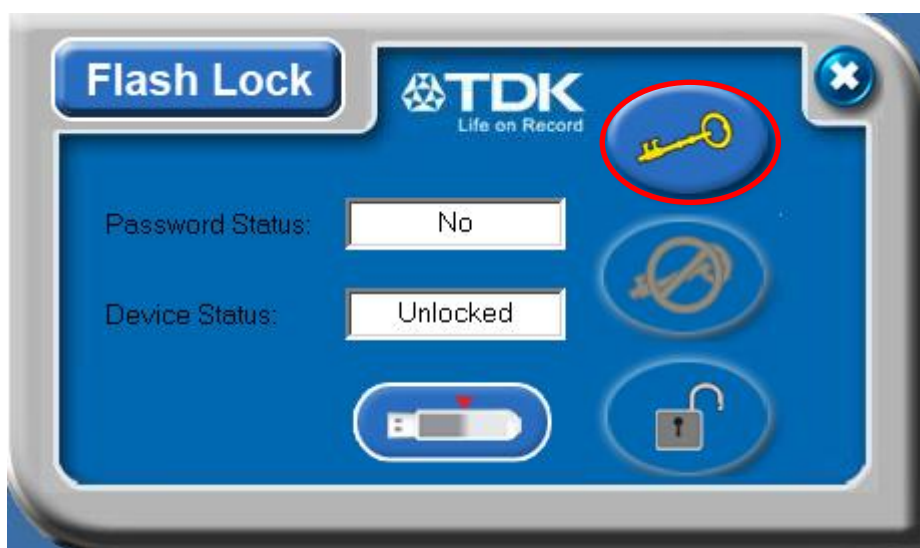 Flash Lock
TDK
Life on Record
Password Status:
No
Device Status:
Unlocked